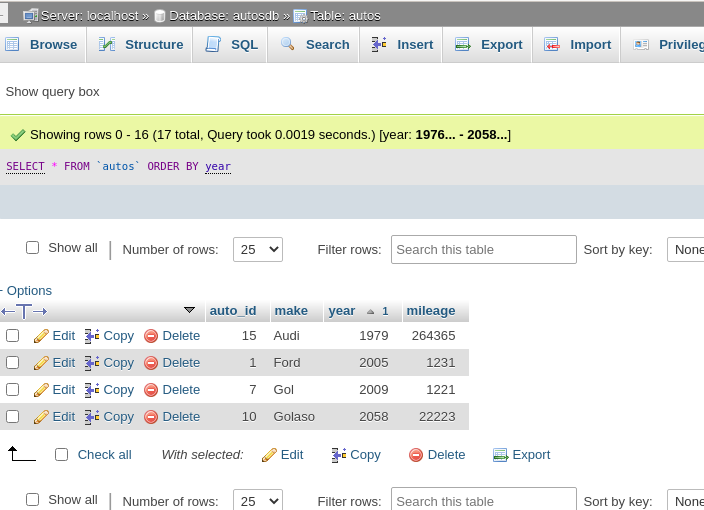 Server: localhost » Database: autosdb » Table: autos
Browse Structure SQL Search Insert Export Import Privileg
Show query box
Showing rows 0 - 16 (17 total, Query took 0.0019 seconds.) [year: 1976... - 2058...]
SELECT * FROM `autos` ORDER BY year
Show all | Number of rows: 25 Filter rows: Search this table Sort by key: None
+ Options
←T→ auto_id make year 1 mileage
Edit Copy Delete 15 Audi 1979 264365
Edit Copy Delete 1 Ford 2005 1231
Edit Copy Delete 7 Gol 2009 1221
Edit Copy Delete 10 Golaso 2058 22223
Check all With selected: Edit Copy Delete Export
Show all | Number of rows: 25 Filter rows: Search this table Sort by key: None